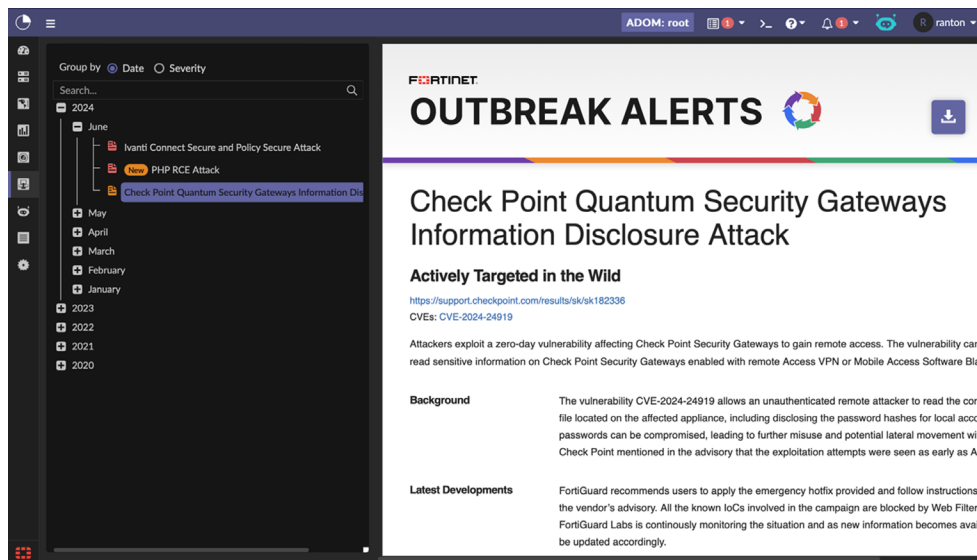 ADOM: root
1
>_
1
R ranton
Group by Date Severity
Search...
2024
June
Ivanti Connect Secure and Policy Secure Attack
New PHP RCE Attack
Check Point Quantum Security Gateways Information Dis
May
April
March
February
January
2023
2022
2021
2020
FORTINET
OUTBREAK ALERTS
Check Point Quantum Security Gateways
Information Disclosure Attack
Actively Targeted in the Wild
https://support.checkpoint.com/results/sk/sk182336
CVEs: CVE-2024-24919
Attackers exploit a zero-day vulnerability affecting Check Point Security Gateways to gain remote access. The vulnerability can
read sensitive information on Check Point Security Gateways enabled with remote Access VPN or Mobile Access Software Bla
Background
The vulnerability CVE-2024-24919 allows an unauthenticated remote attacker to read the con
file located on the affected appliance, including disclosing the password hashes for local acco
passwords can be compromised, leading to further misuse and potential lateral movement wi
Check Point mentioned in the advisory that the exploitation attempts were seen as early as A
Latest Developments
FortiGuard recommends users to apply the emergency hotfix provided and follow instructions
the vendor's advisory. All the known IoCs involved in the campaign are blocked by Web Filter
FortiGuard Labs is continously monitoring the situation and as new information becomes avai
be updated accordingly.